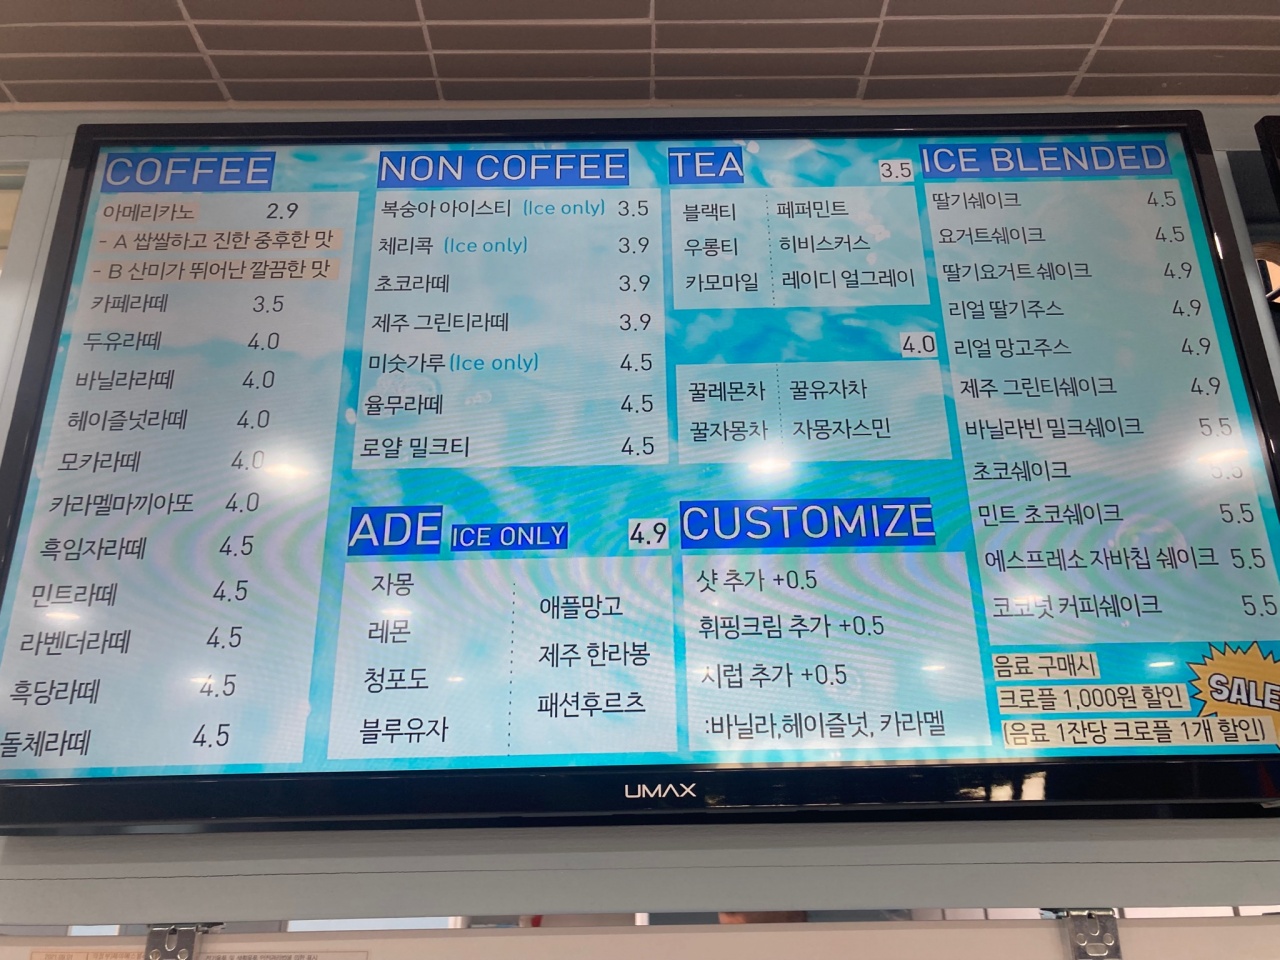 COFFEE
아메리카노 2.9
- A 쌉쌀하고 진한 중후한 맛
- B 산미가 뛰어난 깔끔한 맛
카페라떼 3.5
두유라떼 4.0
바닐라라떼 4.0
헤이즐넛라떼 4.0
모카라떼 4.0
카라멜마끼아또 4.0
흑임자라떼 4.5
민트라떼 4.5
라벤더라떼 4.5
흑당라떼 4.5
돌체라떼 4.5
NON COFFEE
복숭아 아이스티 (Ice only) 3.5
체리콕 (Ice only) 3.9
초코라떼 3.9
제주 그린티라떼 3.9
미숫가루 (Ice only) 4.5
율무라떼 4.5
로얄 밀크티 4.5
ADE ICE ONLY 4.9
자몽
레몬
청포도
블루유자
애플망고
제주 한라봉
패션후르츠
TEA 3.5
블랙티 페퍼민트
우롱티 히비스커스
카모마일 레이디 얼그레이
4.0
꿀레몬차 꿀유자차
꿀자몽차 자몽자스민
CUSTOMIZE
샷 추가 +0.5
휘핑크림 추가 +0.5
시럽 추가 +0.5
:바닐라,헤이즐넛, 카라멜
ICE BLENDED
딸기쉐이크 4.5
요거트쉐이크 4.5
딸기요거트 쉐이크 4.9
리얼 딸기주스 4.9
리얼 망고주스 4.9
제주 그린티쉐이크 4.9
바닐라빈 밀크쉐이크 5.5
초코쉐이크 5.5
민트 초코쉐이크 5.5
에스프레소 자바칩 쉐이크 5.5
코코넛 커피쉐이크 5.5
음료 구매시
크로플 1,000원 할인
(음료 1잔당 크로플 1개 할인)
SALE
UMAX